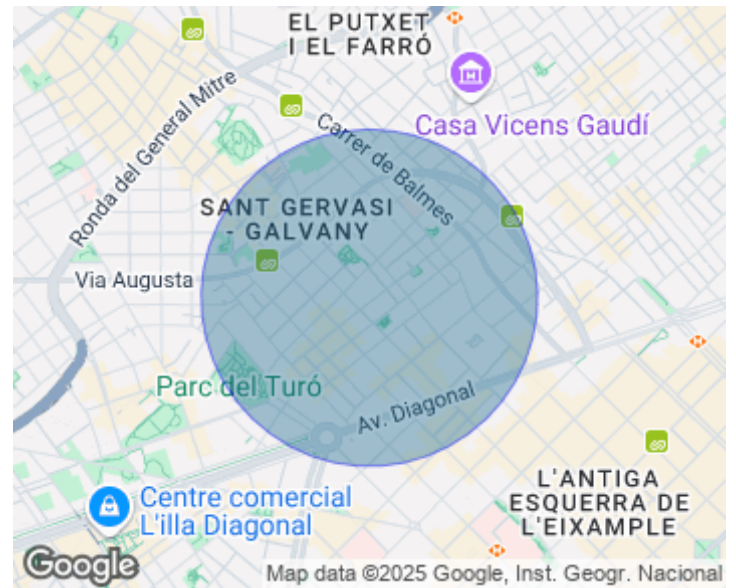 EL PUTXET
I EL FARRÓ
Casa Vicens Gaudí
Ronda del General Mitre
Carrer de Balmes
SANT GERVASI
- GALVANY
Via Augusta
Parc del Turó
Av. Diagonal
Centre comercial
L'illa Diagonal
L'ANTIGA
ESQUERRA DE
L'EIXAMPLE
Google
Map data ©2025 Google, Inst. Geogr. Nacional